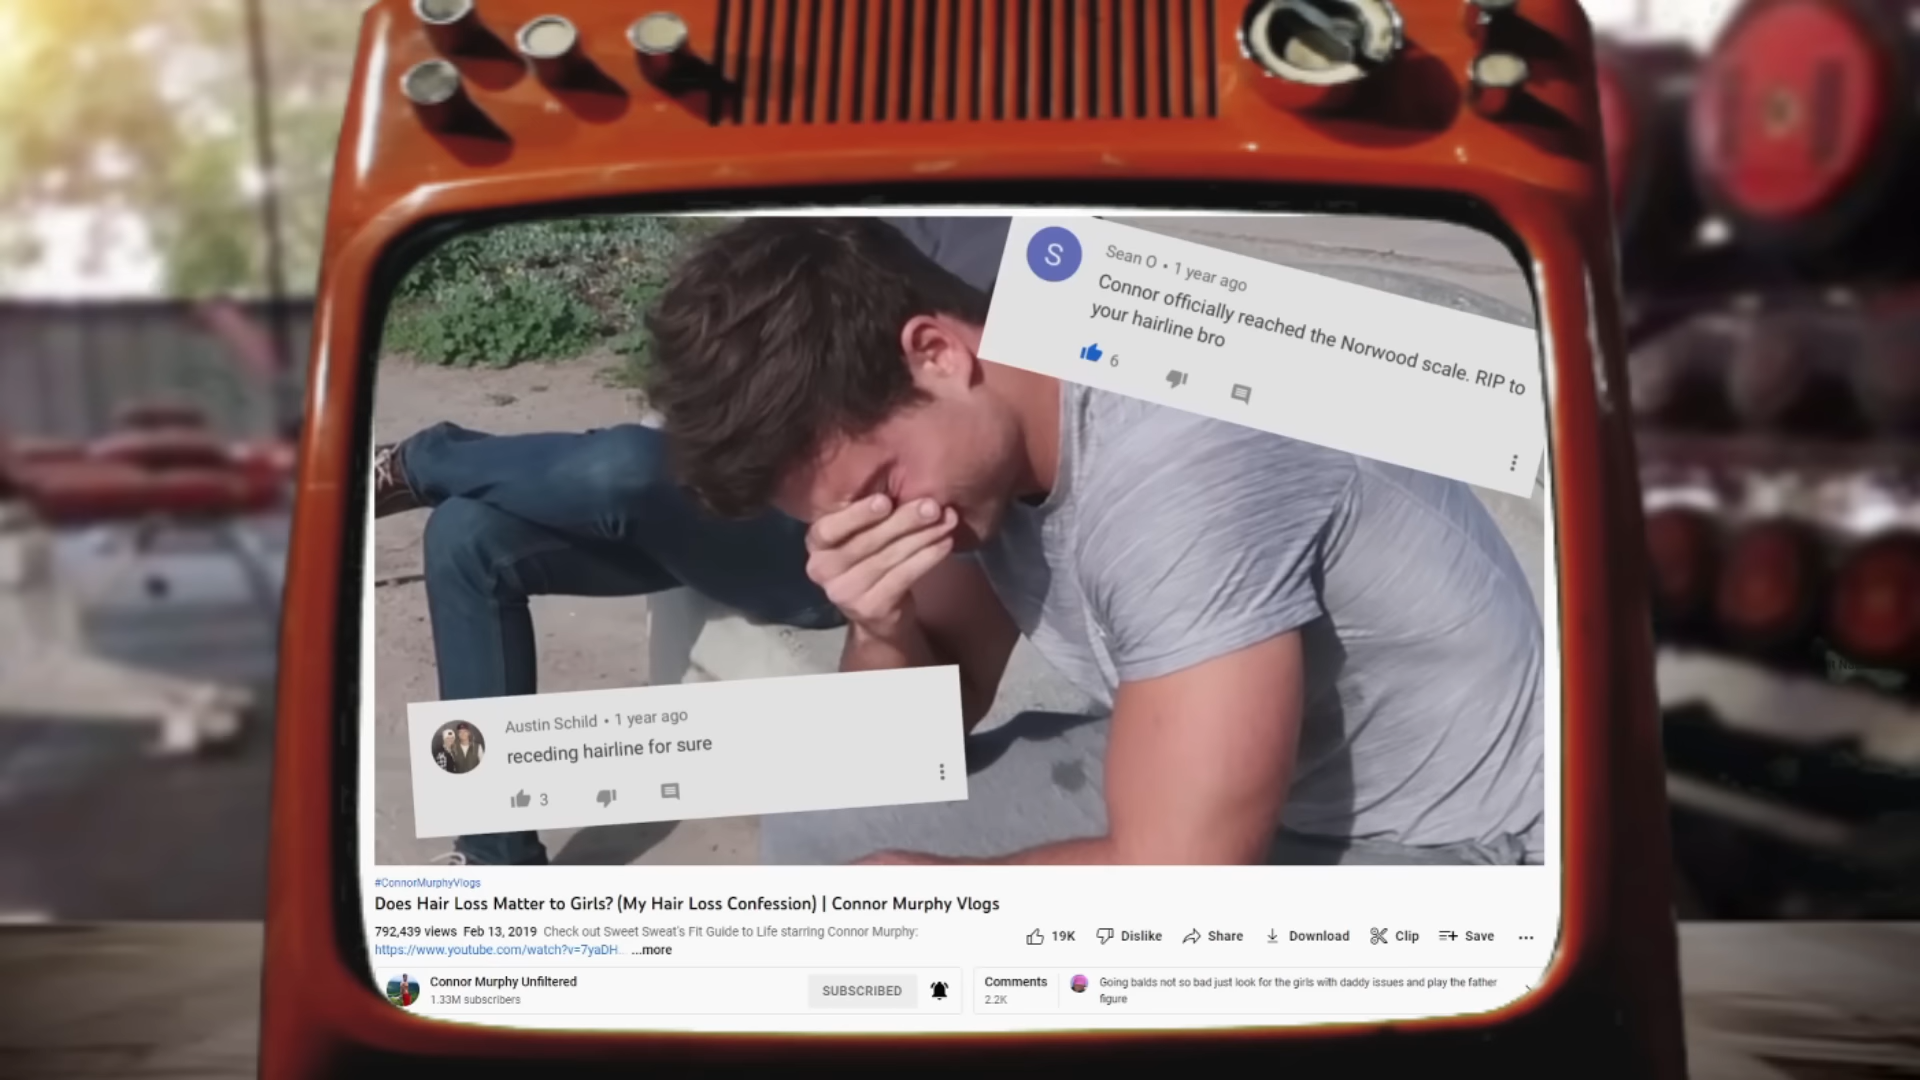 S
Sean O • 1 year ago
Connor officially reached the Norwood scale. RIP to
your hairline bro
6
Austin Schild • 1 year ago
receding hairline for sure
3
#ConnorMurphyVlogs
Does Hair Loss Matter to Girls? (My Hair Loss Confession) | Connor Murphy Vlogs
792,439 views Feb 13, 2019 Check out Sweet Sweat's Fit Guide to Life starring Connor Murphy:
https://www.youtube.com/watch?v=7yaDH... ...more
19K Dislike Share Download Clip Save
Connor Murphy Unfiltered
1.33M subscribers
SUBSCRIBED
Comments
2.2K
Going balds not so bad just look for the girls with daddy issues and play the father
figure